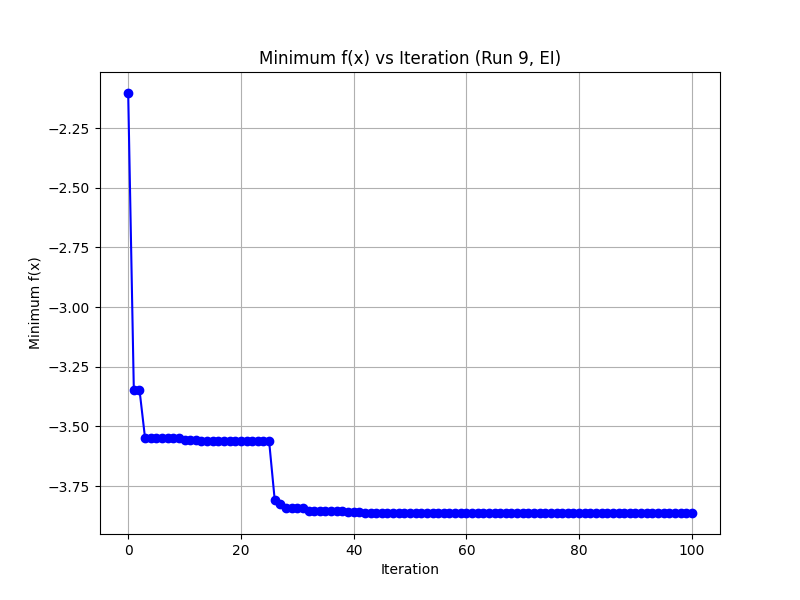 Minimum f(x) vs Iteration (Run 9, EI)
Minimum f(x)
−2.25
−2.50
−2.75
−3.00
−3.25
−3.50
−3.75
0 20 40 60 80 100
Iteration